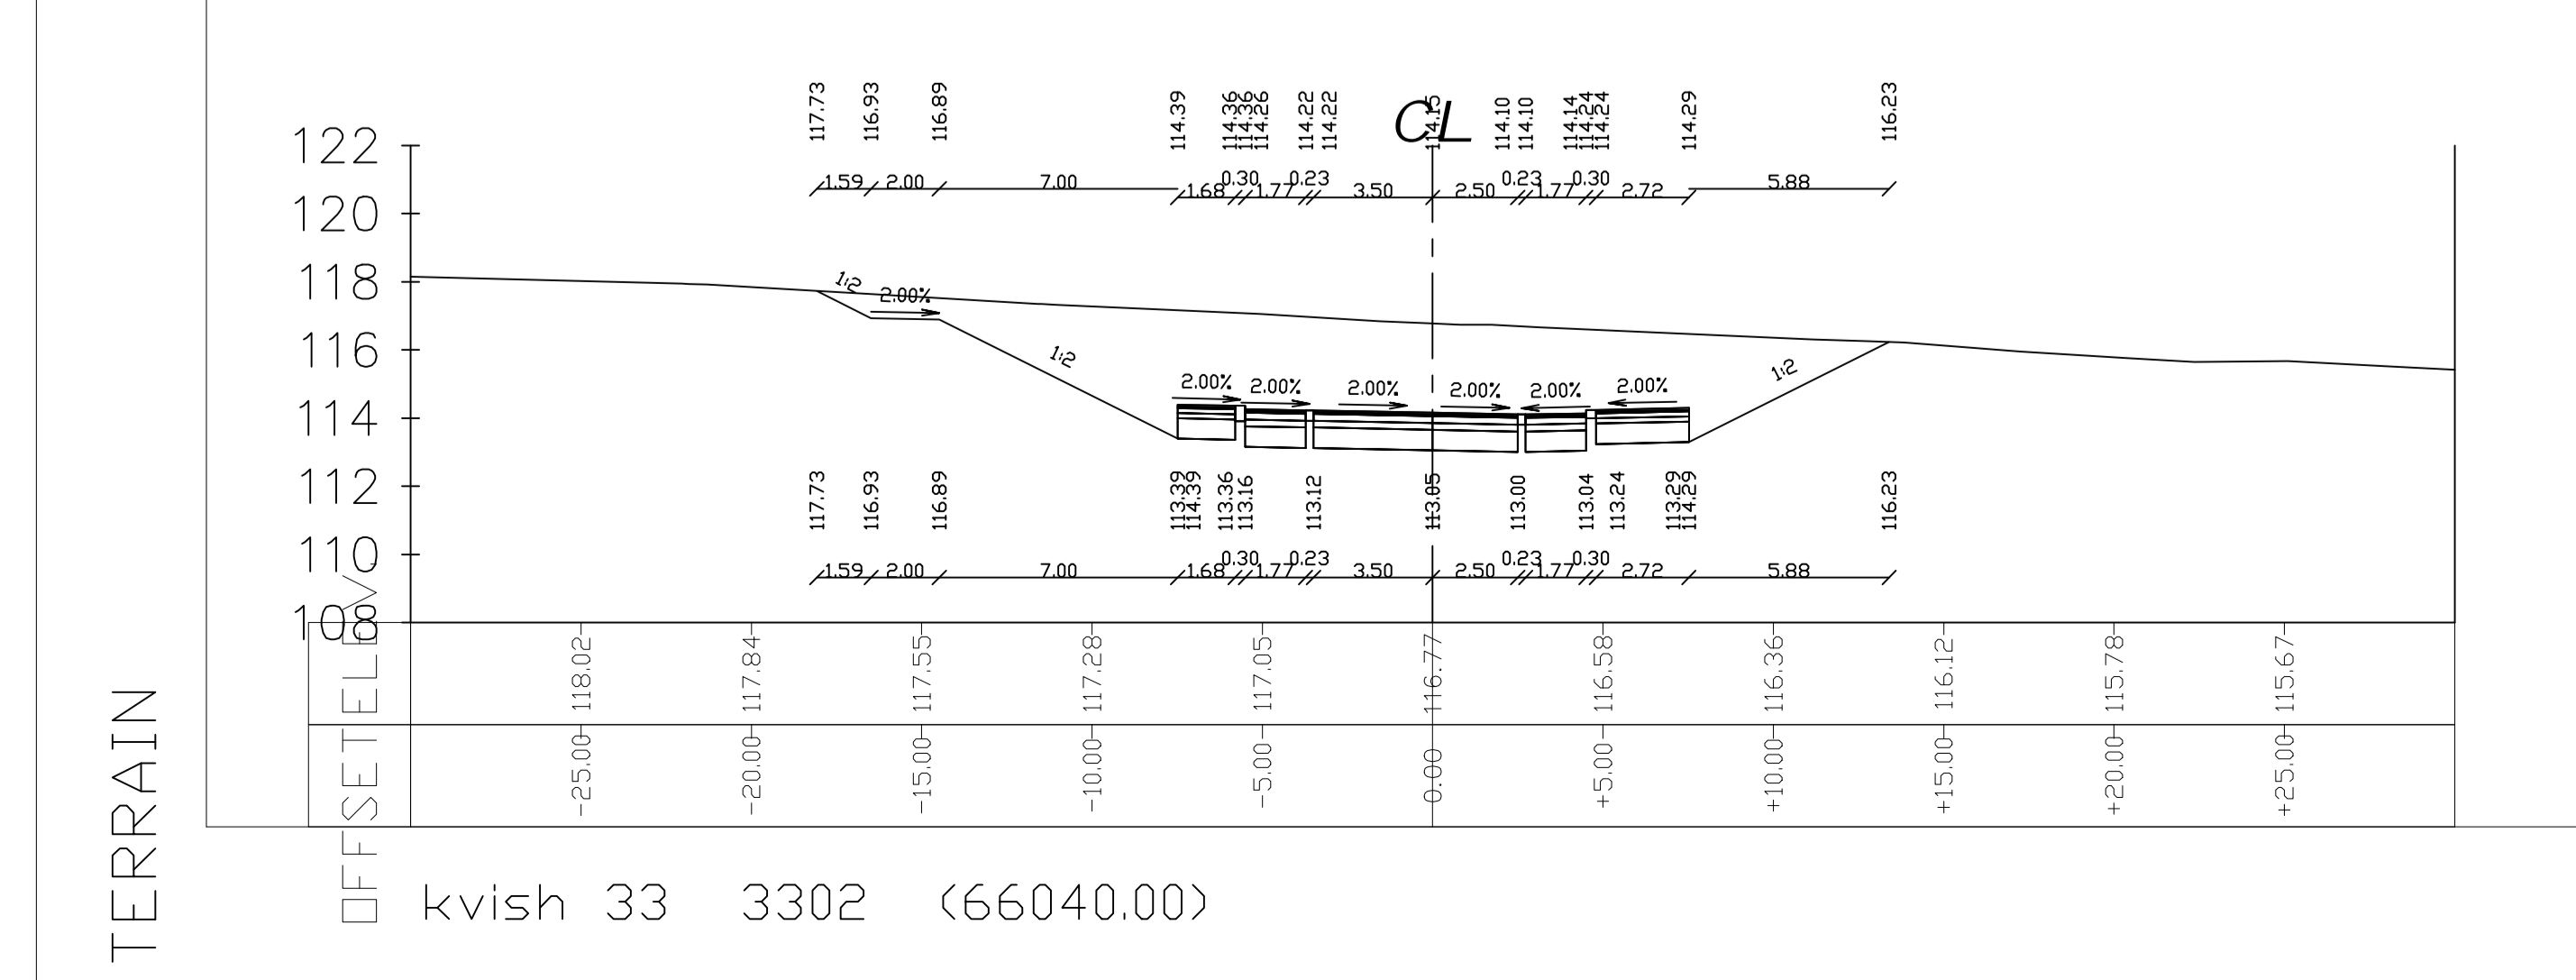 117.73 116.93 116.89 114.39 114.36 114.36 114.26 114.22 114.22 114.15 114.10 114.10 114.14 114.24 114.24 114.29 116.23
CL
1.59 2.00 7.00 1.68 0.30 1.77 0.23 3.50 2.50 0.23 1.77 0.30 2.72 5.88
122
120
118
116
114
112
110
108
1:2 2.00%
1:2 1:2
2.00% 2.00% 2.00% 2.00% 2.00% 2.00%
117.73 116.93 116.89 113.39 114.39 113.36 113.16 113.12 113.05 113.00 113.04 113.24 113.29 114.29 116.23
1.59 2.00 7.00 1.68 0.30 1.77 0.23 3.50 2.50 0.23 1.77 0.30 2.72 5.88
TERRAIN
ELEV. 118.02 117.84 117.55 117.28 117.05 116.77 116.58 116.36 116.12 115.78 115.67
OFFSET -25.00 -20.00 -15.00 -10.00 -5.00 0.00 +5.00 +10.00 +15.00 +20.00 +25.00
kvish 33 3302 (66040.00)